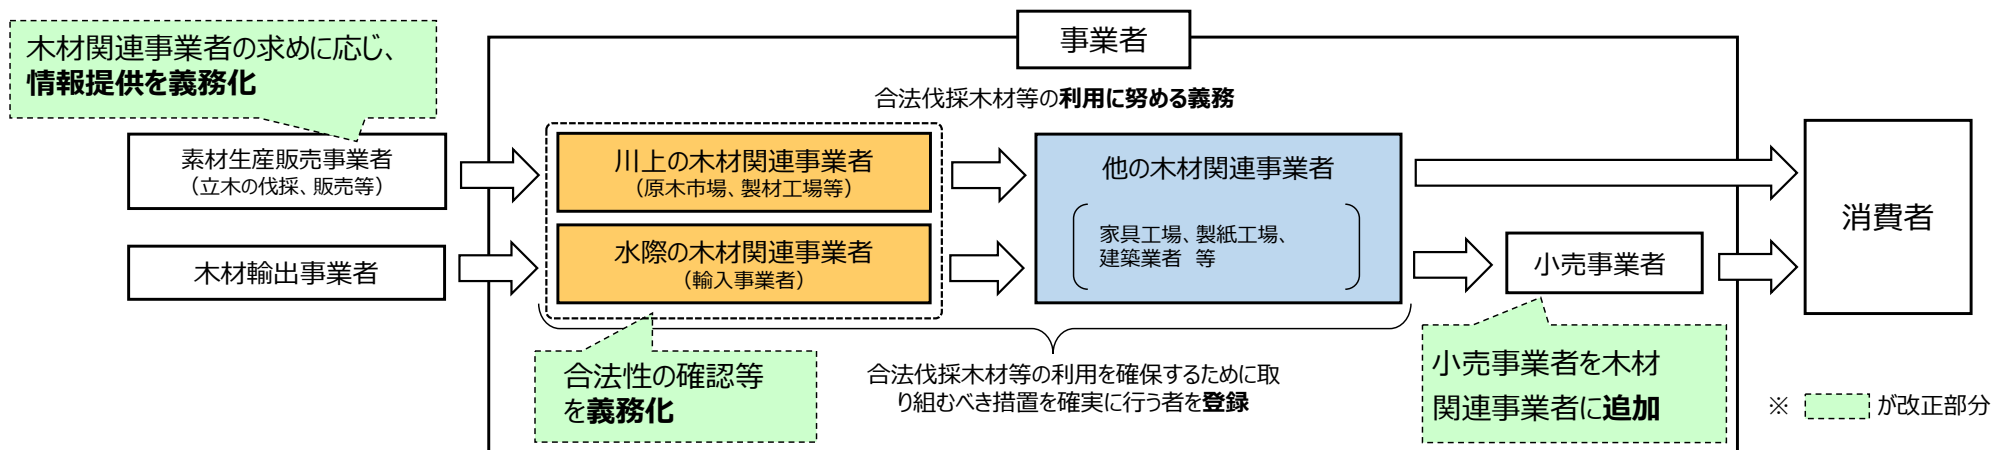 木材関連事業者の求めに応じ、
情報提供を義務化
事業者
合法伐採木材等の利用に努める義務
素材生産販売事業者
（立木の伐採、販売等）
川上の木材関連事業者
（原木市場、製材工場等）
他の木材関連事業者
家具工場、製紙工場、
建築業者 等
木材輸出事業者
水際の木材関連事業者
（輸入事業者）
小売事業者
消費者
合法性の確認等
を義務化
合法伐採木材等の利用を確保するために取
り組むべき措置を確実に行う者を登録
小売事業者を木材
関連事業者に追加
※ が改正部分